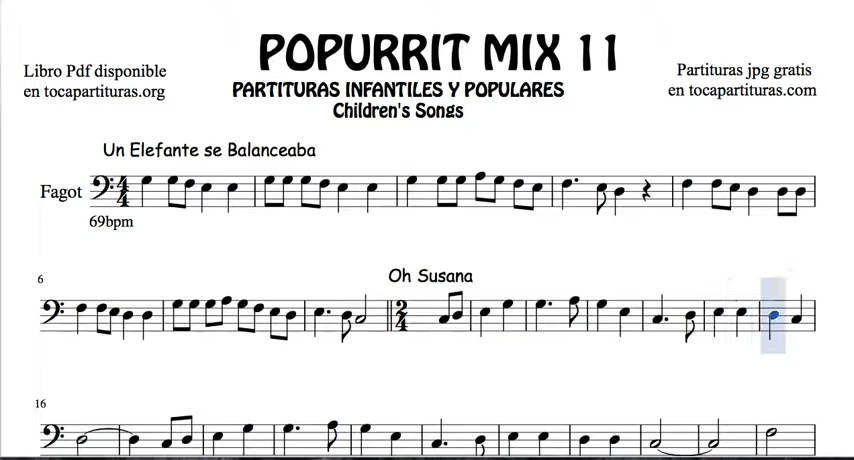 POPURRIT MIX 11
Libro Pdf disponible
en tocapartituras.org
PARTITURAS INFANTILES Y POPULARES
Children's Songs
Partituras jpg gratis
en tocapartituras.com
Un Elefante se Balanceaba
Fagot
4
4
69bpm
6
Oh Susana
2
4
16